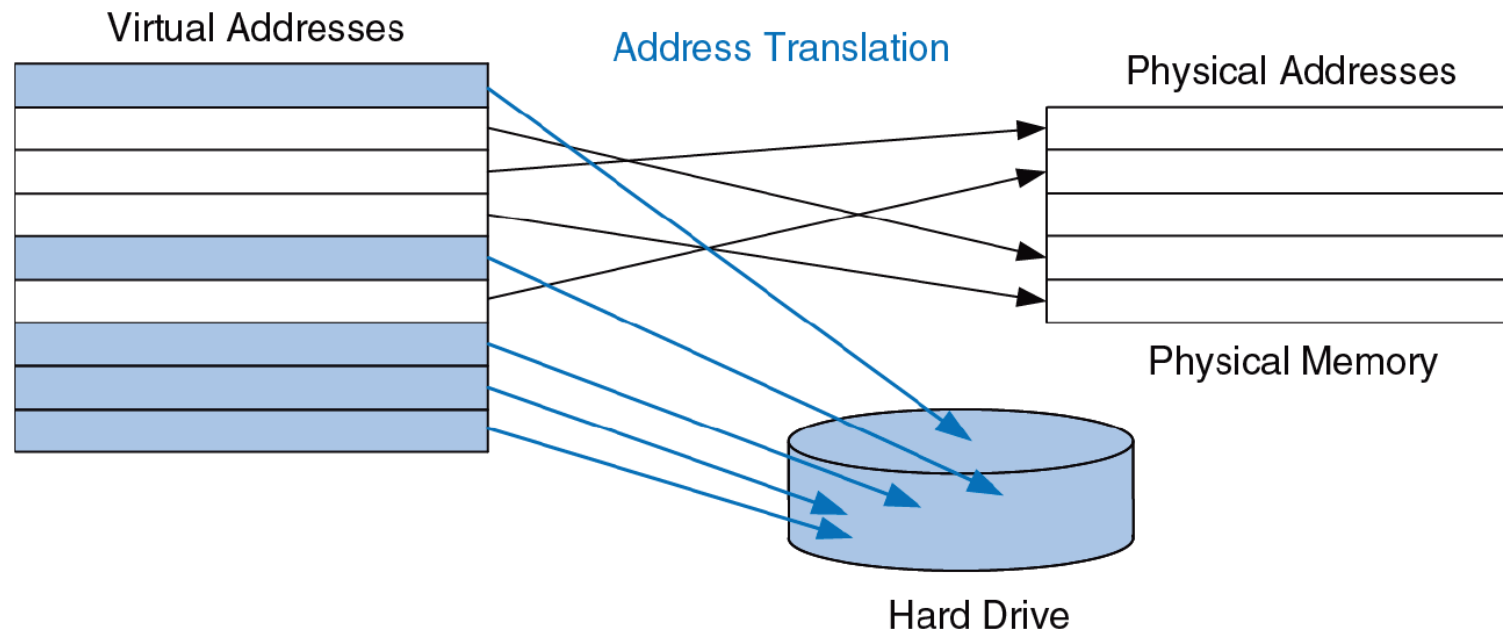 Virtual Addresses
Address Translation
Physical Addresses
Physical Memory
Hard Drive